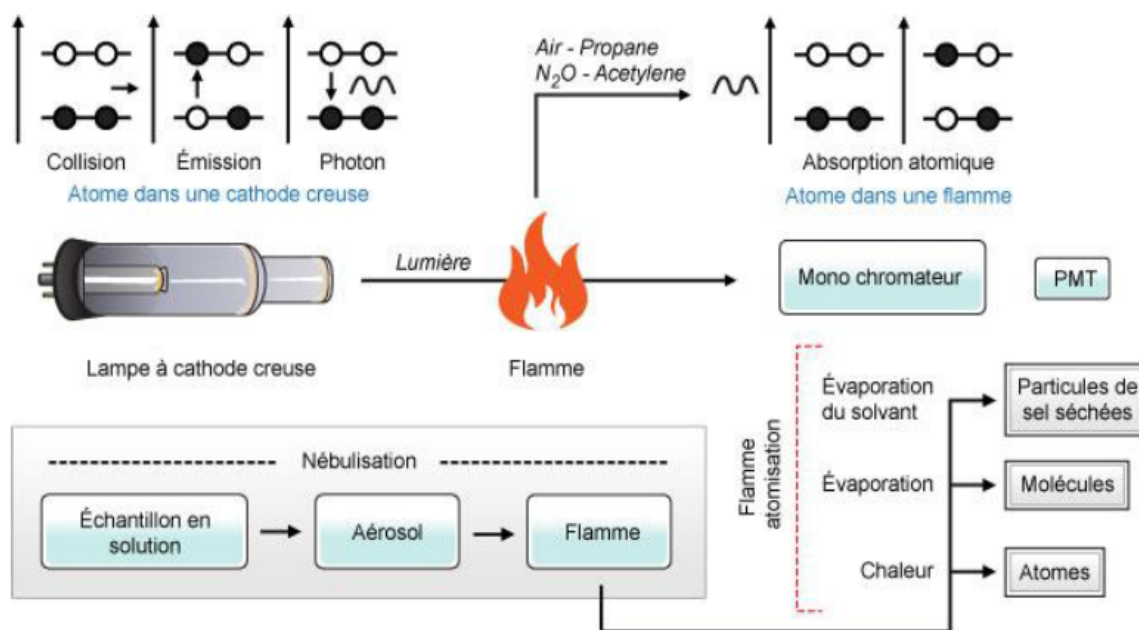 Air - Propane
N₂O - Acetylene
Collision
Émission
Photon
Atome dans une cathode creuse
Absorption atomique
Atome dans une flamme
Lumière
Mono chromateur
PMT
Lampe à cathode creuse
Flamme
Nébulisation
Échantillon en
solution
Aérosol
Flamme
Flamme
atomisation
Évaporation
du solvant
Particules de
sel séchées
Évaporation
Molécules
Chaleur
Atomes